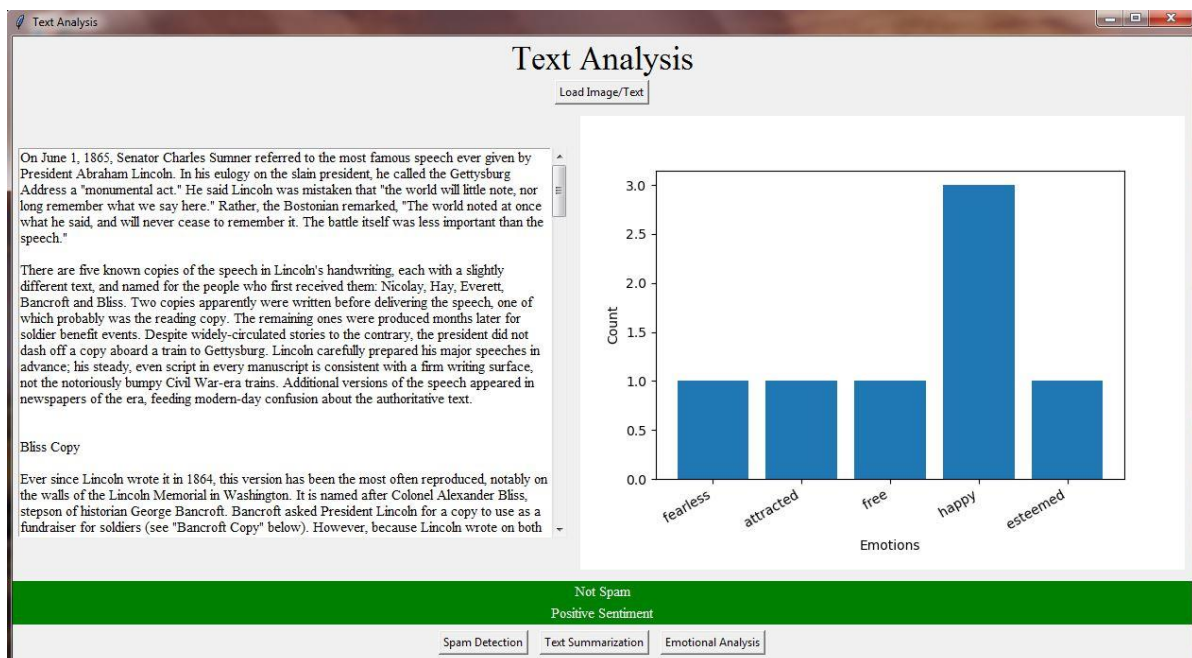 Text Analysis
Text Analysis
Load Image/Text
On June 1, 1865, Senator Charles Sumner referred to the most famous speech ever given by
President Abraham Lincoln. In his eulogy on the slain president, he called the Gettysburg
Address a "monumental act." He said Lincoln was mistaken that "the world will little note, nor
long remember what we say here." Rather, the Bostonian remarked, "The world noted at once
what he said, and will never cease to remember it. The battle itself was less important than the
speech."
There are five known copies of the speech in Lincoln's handwriting, each with a slightly
different text, and named for the people who first received them: Nicolay, Hay, Everett,
Bancroft and Bliss. Two copies apparently were written before delivering the speech, one of
which probably was the reading copy. The remaining ones were produced months later for
soldier benefit events. Despite widely-circulated stories to the contrary, the president did not
dash off a copy aboard a train to Gettysburg. Lincoln carefully prepared his major speeches in
advance; his steady, even script in every manuscript is consistent with a firm writing surface,
not the notoriously bumpy Civil War-era trains. Additional versions of the speech appeared in
newspapers of the era, feeding modern-day confusion about the authoritative text.
Bliss Copy
Ever since Lincoln wrote it in 1864, this version has been the most often reproduced, notably on
the walls of the Lincoln Memorial in Washington. It is named after Colonel Alexander Bliss,
stepson of historian George Bancroft. Bancroft asked President Lincoln for a copy to use as a
fundraiser for soldiers (see "Bancroft Copy" below). However, because Lincoln wrote on both
3.0
2.5
2.0
1.5
1.0
0.5
0.0
Count
fearless
attracted
free
happy
esteemed
Emotions
Not Spam
Positive Sentiment
Spam Detection
Text Summarization
Emotional Analysis